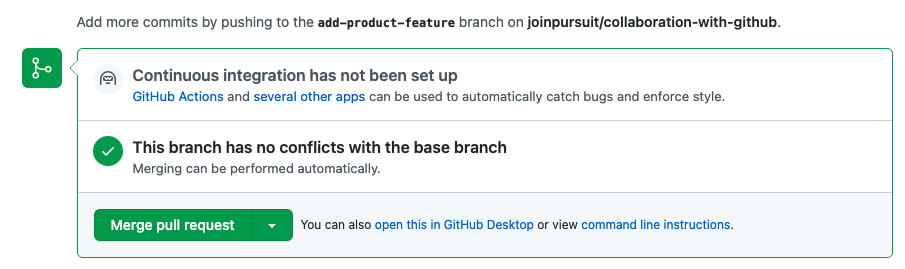 Add more commits by pushing to the add-product-feature branch on joinpursuit/collaboration-with-github.
Continuous integration has not been set up
GitHub Actions and several other apps can be used to automatically catch bugs and enforce style.
This branch has no conflicts with the base branch
Merging can be performed automatically.
Merge pull request
You can also open this in GitHub Desktop or view command line instructions.